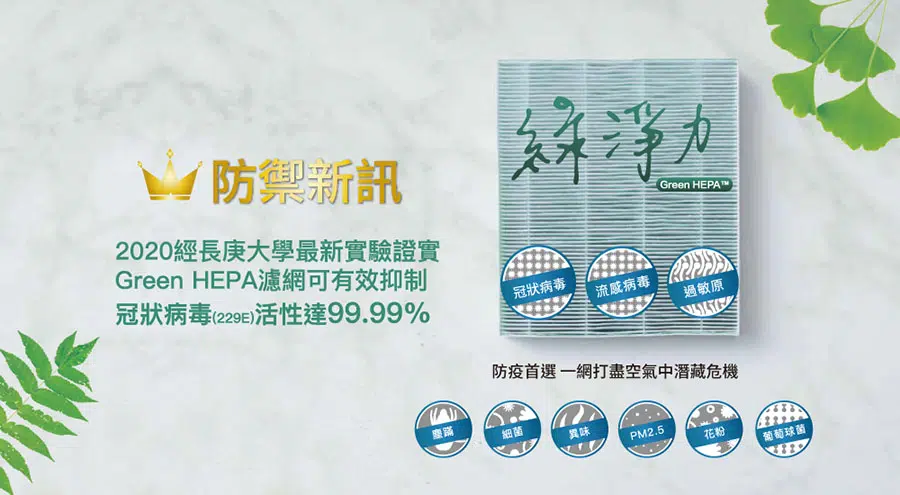 防禦新訊
2020經長庚大學最新實驗證實
Green HEPA濾網可有效抑制
冠狀病毒(229E)活性達99.99%
綠淨力
Green HEPA™
冠狀病毒
流感病毒
過敏原
防疫首選 一網打盡空氣中潛藏危機
塵蹣
細菌
異味
PM2.5
花粉
葡萄球菌